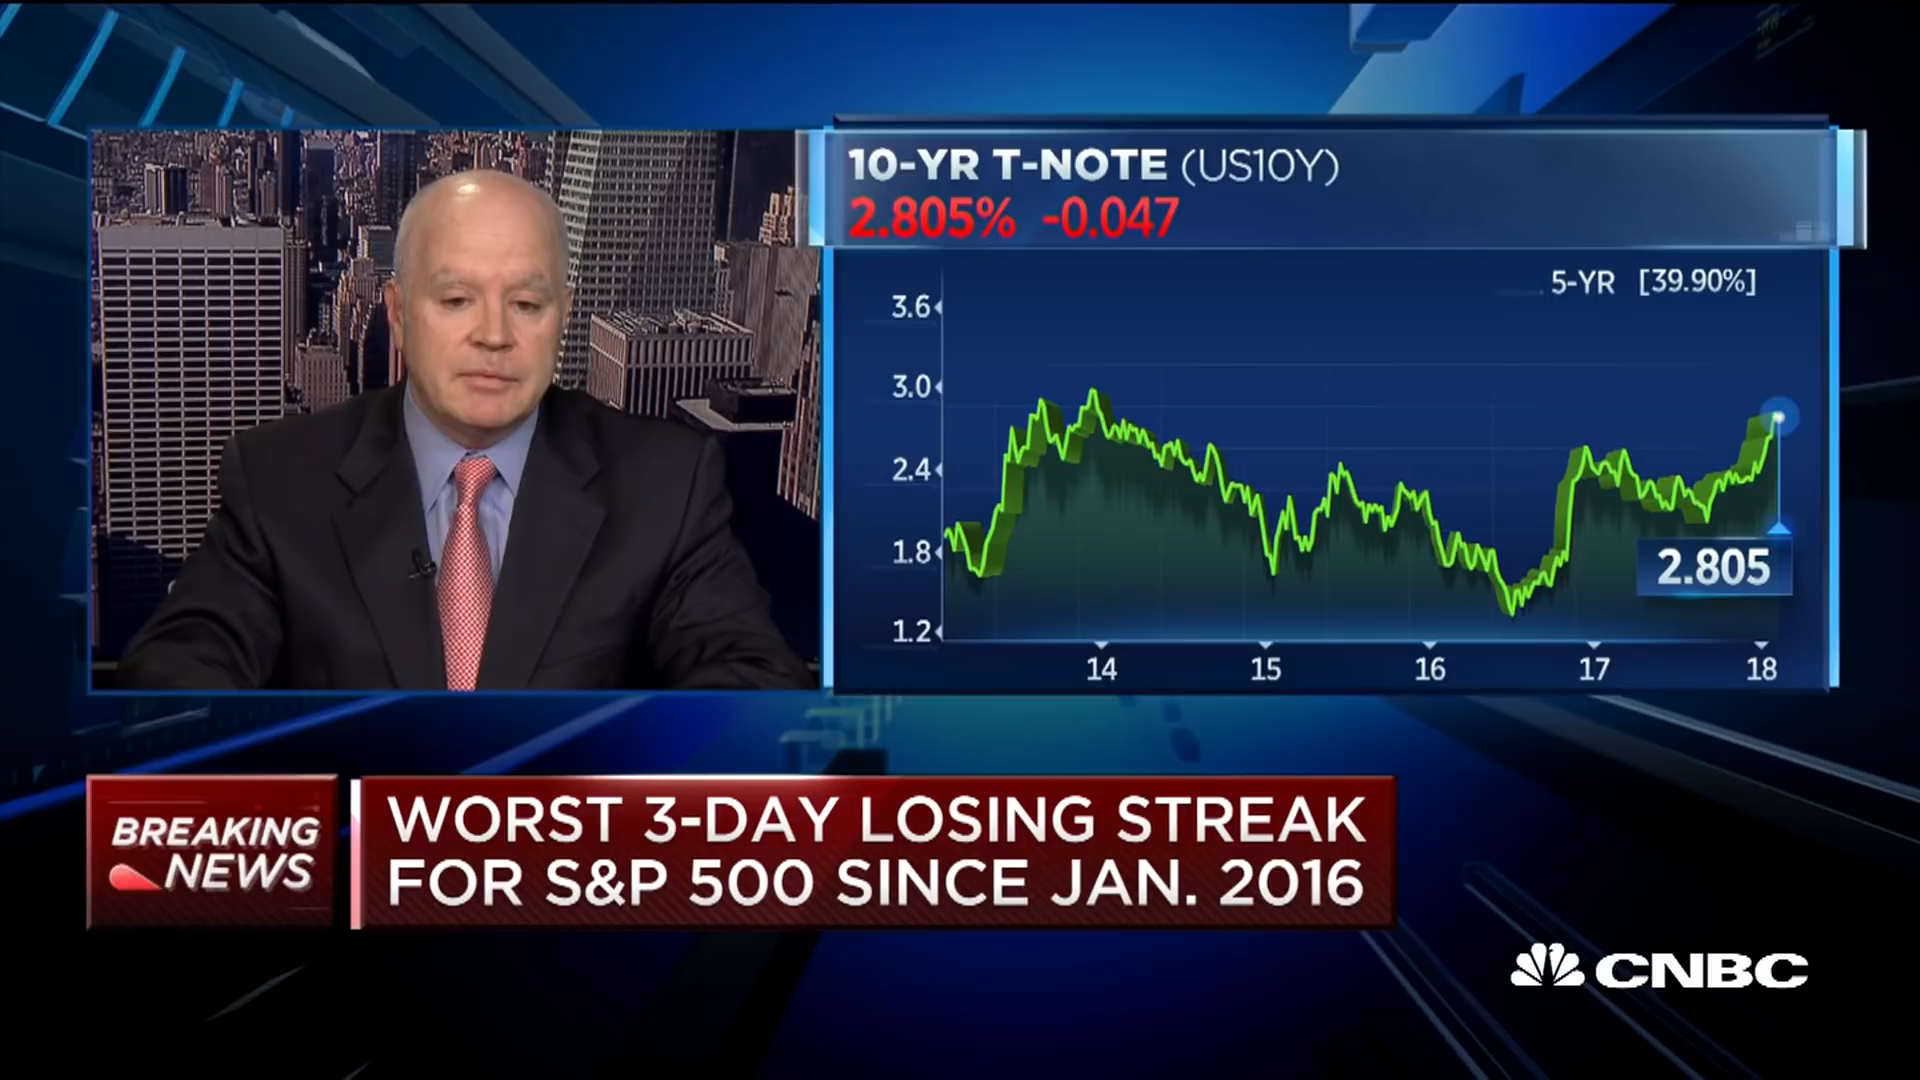 10-YR T-NOTE (US10Y)
2.805% -0.047
5-YR [39.90%]
3.6
3.0
2.4
1.8
1.2
2.805
14 15 16 17 18
BREAKING
NEWS
WORST 3-DAY LOSING STREAK
FOR S&P 500 SINCE JAN. 2016
CNBC